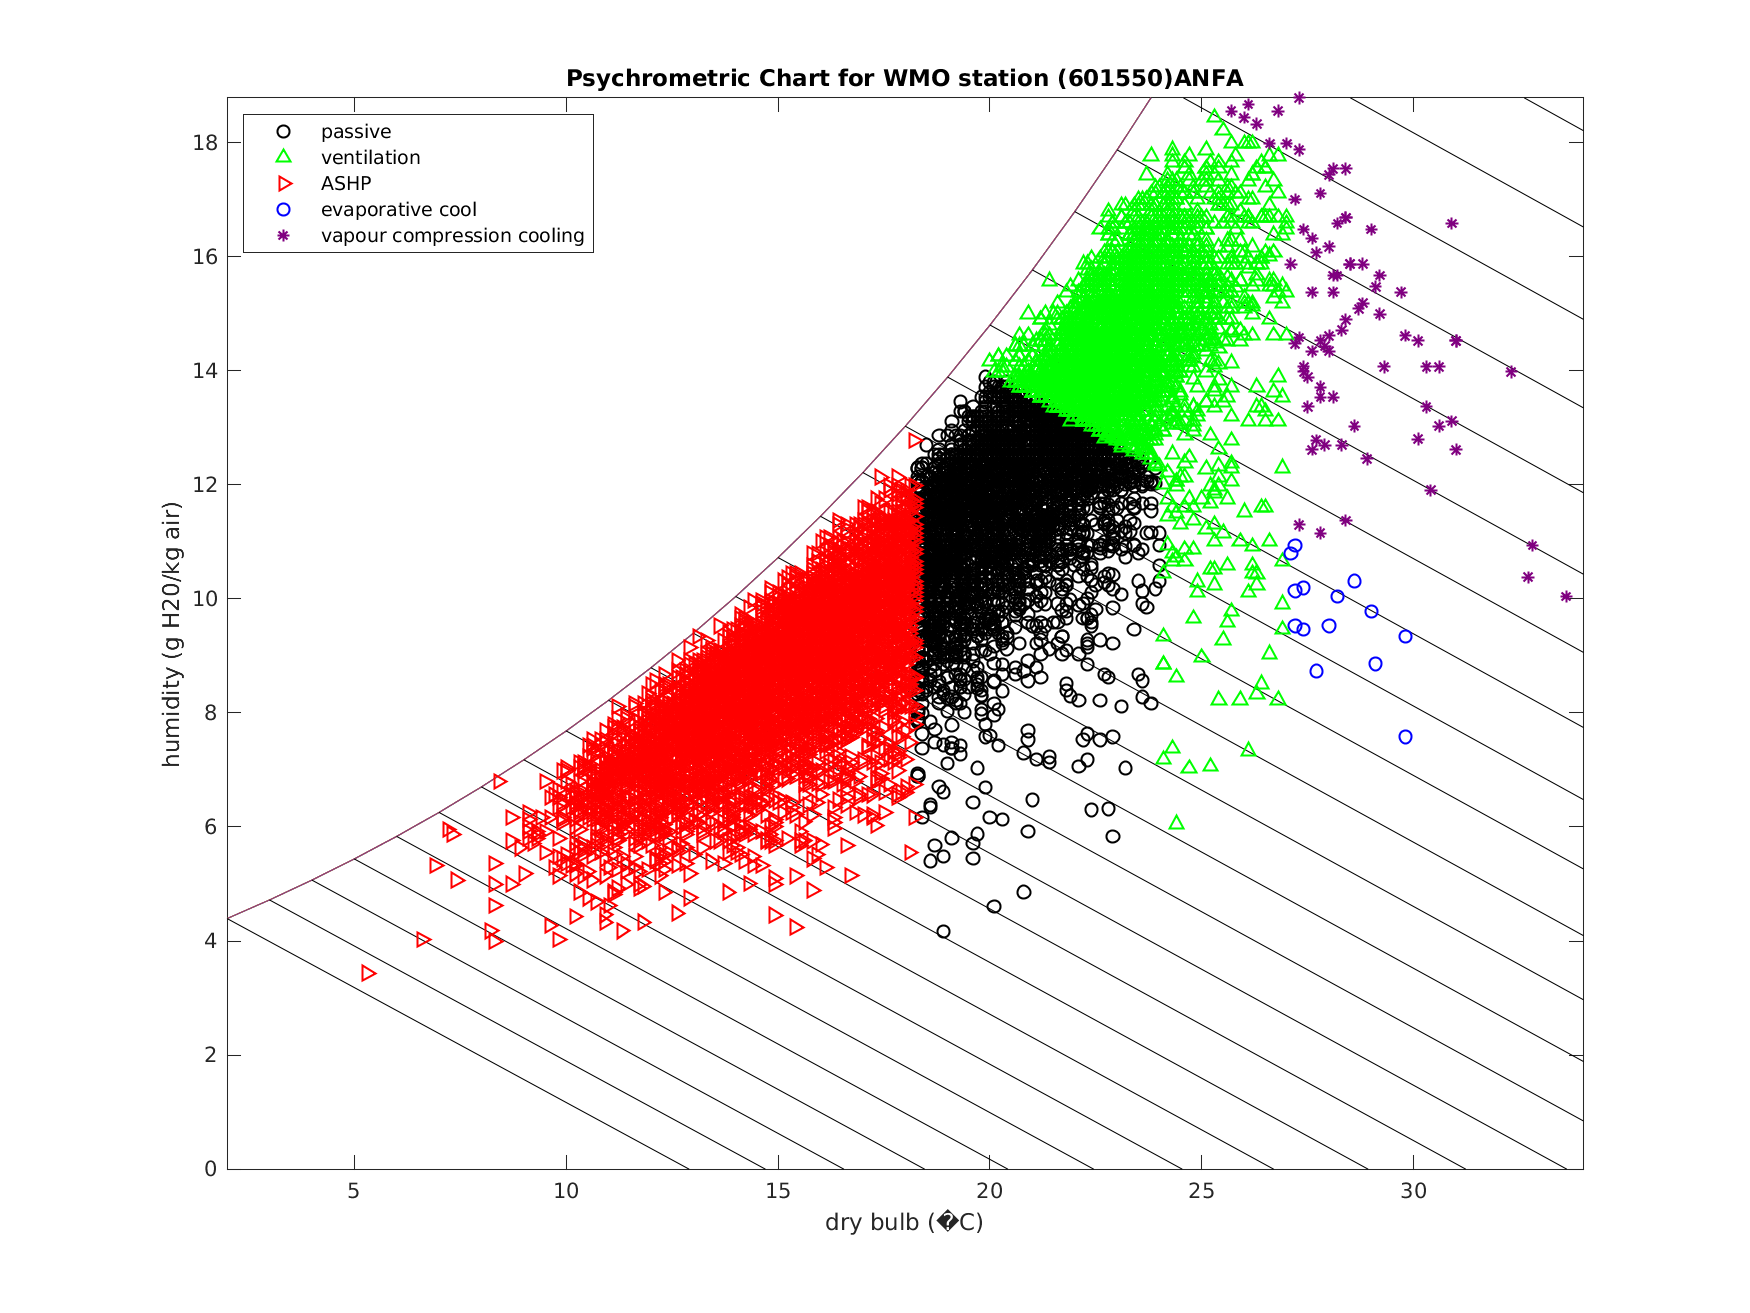 Psychrometric Chart for WMO station (601550)ANFA
passive
ventilation
ASHP
evaporative cool
vapour compression cooling
humidity (g H20/kg air)
18
16
14
12
10
8
6
4
2
0
5 10 15 20 25 30
dry bulb (�C)